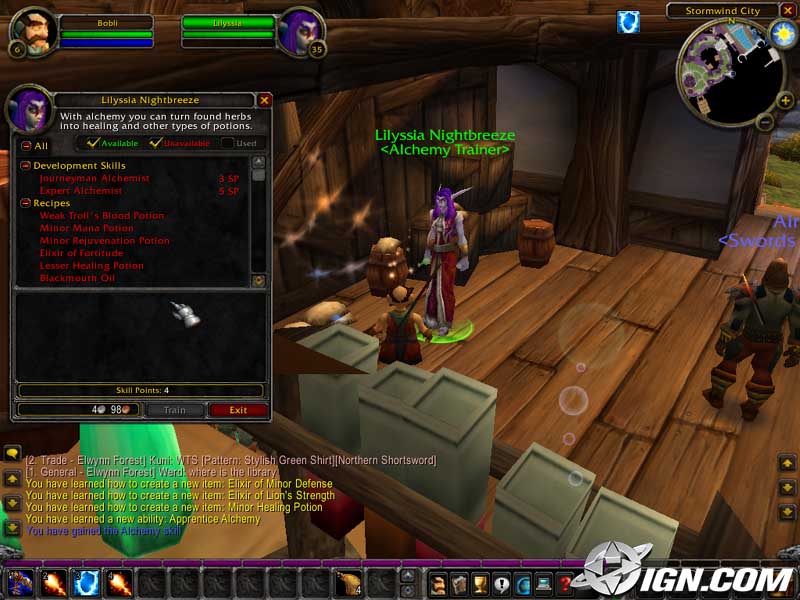 Bobli
6
Lilyssia
35
Stormwind City
N
Lilyssia Nightbreeze
With alchemy you can turn found herbs
into healing and other types of potions.
All
Available
Unavailable
Used
Development Skills
Journeyman Alchemist 3 SP
Expert Alchemist 5 SP
Recipes
Weak Troll's Blood Potion
Minor Mana Potion
Minor Rejuvenation Potion
Elixir of Fortitude
Lesser Healing Potion
Blackmouth Oil
Skill Points: 4
4 98
Train
Exit
Lilyssia Nightbreeze
<Alchemy Trainer>
<Swords
[2. Trade - Elwynn Forest] Kuni: WTS [Pattern: Stylish Green Shirt][Northern Shortsword]
[1. General - Elwynn Forest] Werdi: where is the library
You have learned how to create a new item: Elixir of Minor Defense
You have learned how to create a new item: Elixir of Lion's Strength
You have learned how to create a new item: Minor Healing Potion
You have learned a new ability: Apprentice Alchemy
You have gained the Alchemy skill
2 3 4
4
IGN.COM